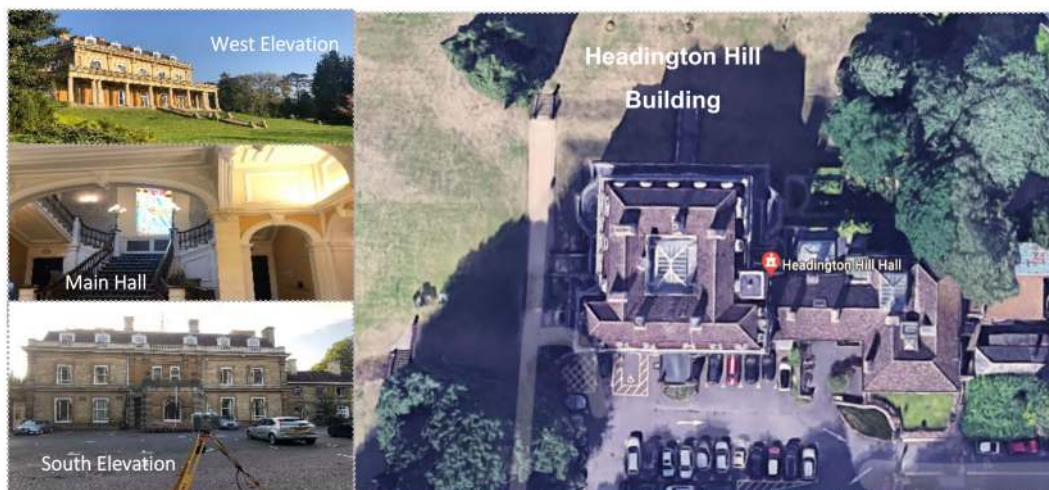 West Elevation
Main Hall
South Elevation
Headington Hill
Building
Headington Hill Hall